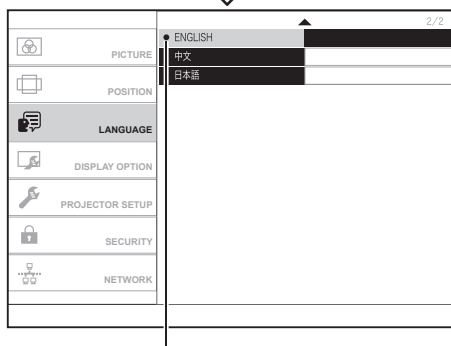 2/2
ENGLISH
中文
日本語
PICTURE
POSITION
LANGUAGE
DISPLAY OPTION
PROJECTOR SETUP
SECURITY
NETWORK